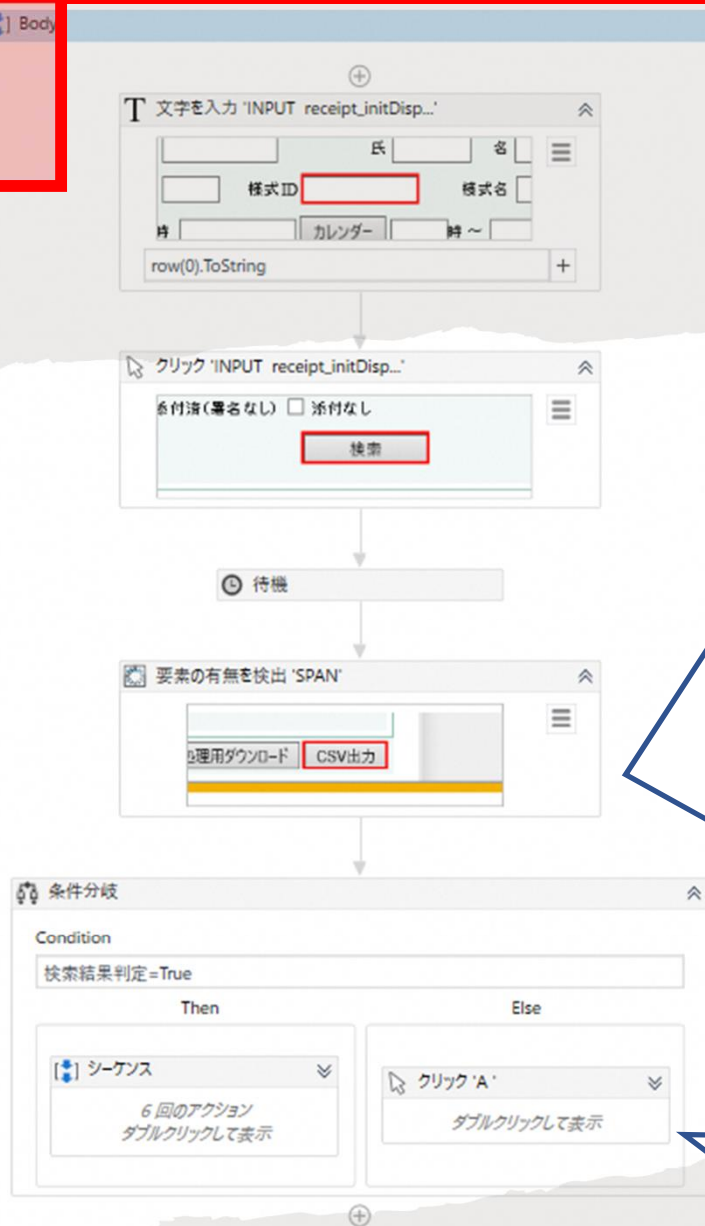 Body
T 文字を入力 'INPUT receipt_initDisp...'
氏 名
様式ID 様式名
時 カレンダー 時 ~
row(0).ToString
クリック 'INPUT receipt_initDisp...'
付済(署名なし) 添付なし
検索
待機
要素の有無を検出 'SPAN'
理用ダウンロード CSV出力
条件分岐
Condition
検索結果判定=True
Then Else
シーケンス
クリック 'A '
6 回のアクション
ダブルクリックして表示
ダブルクリックして表示